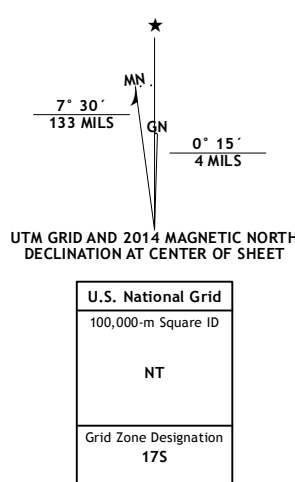 ★
MN
7° 30´
133 MILS
GN
0° 15´
4 MILS
UTM GRID AND 2014 MAGNETIC NORTH
DECLINATION AT CENTER OF SHEET
U.S. National Grid
100,000-m Square ID
NT
Grid Zone Designation
17S